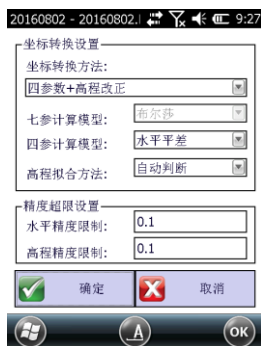 20160802 - 20160802.l 9:27
坐标转换设置
坐标转换方法:
四参数+高程改正
七参计算模型: 布尔莎
四参计算模型: 水平平差
高程拟合方法: 自动判断
精度超限设置
水平精度限制: 0.1
高程精度限制: 0.1
确定 取消
A OK